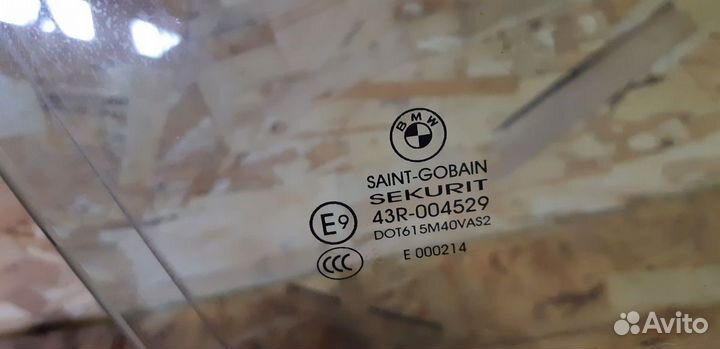 BMW
SAINT-GOBAIN
SEKURIT
E9
43R-004529
DOT615M40VAS2
CCC
E 000214
Avito